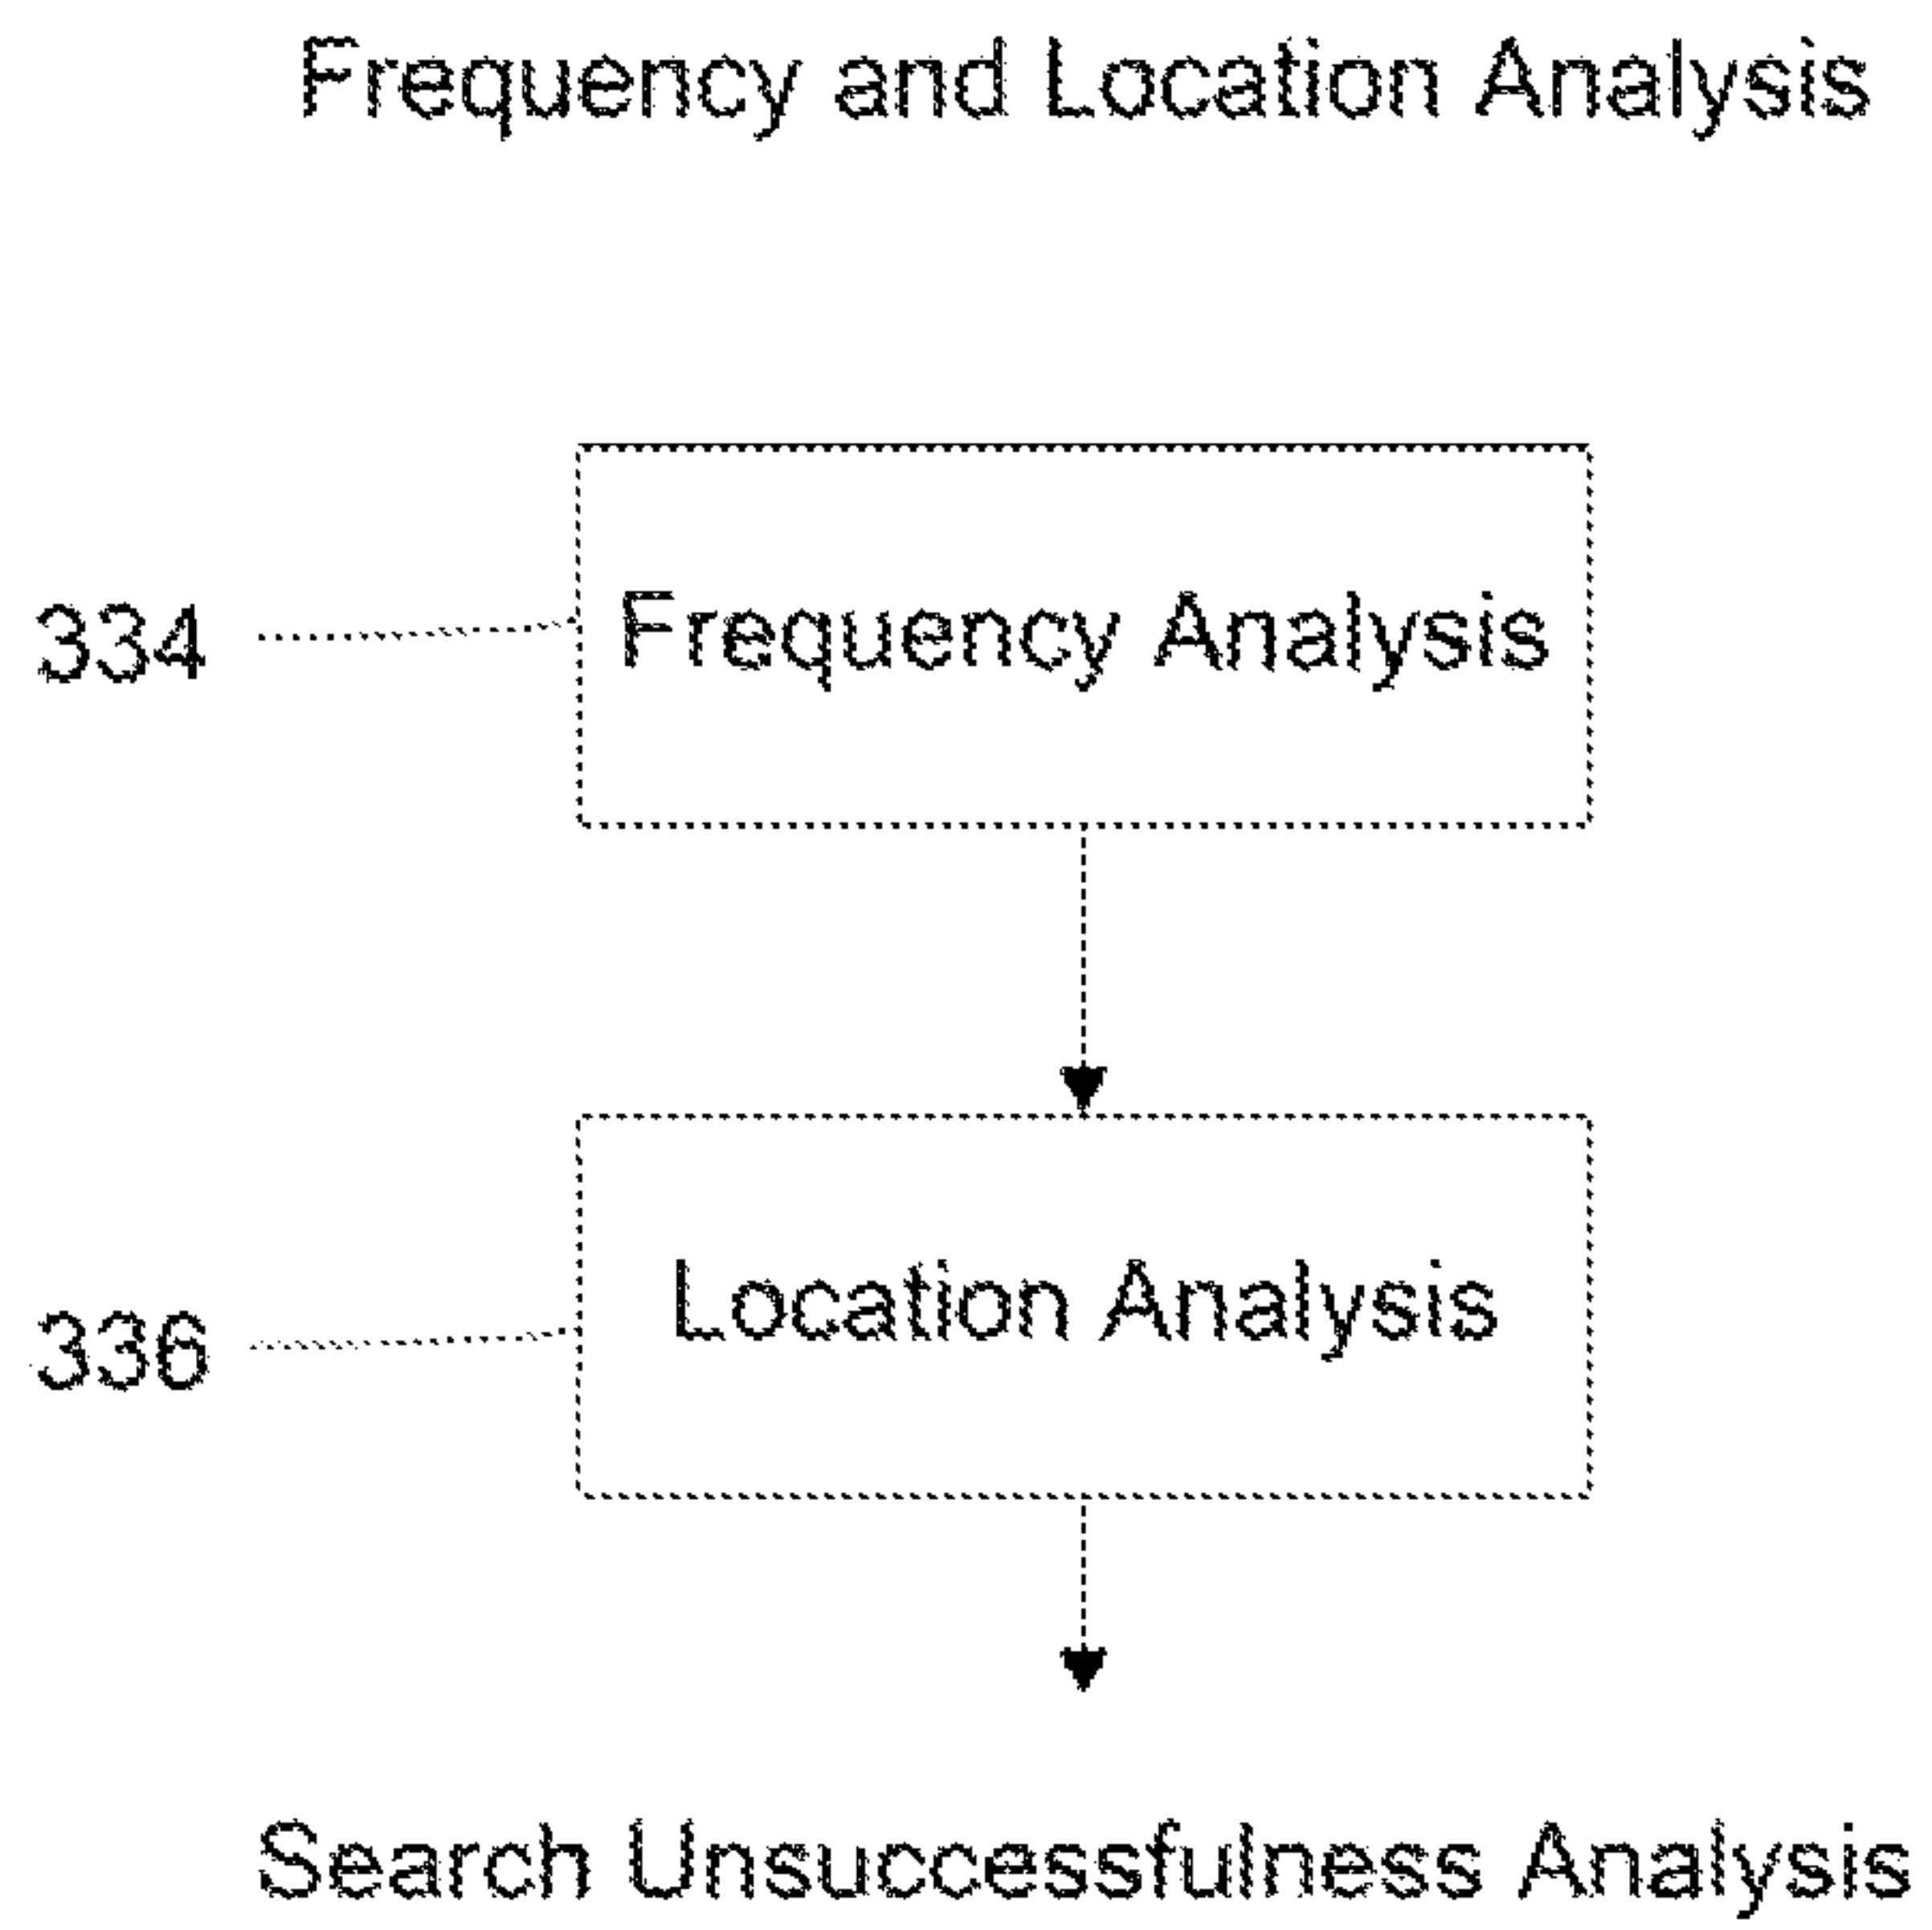 Frequency and Location Analysis
334
Frequency Analysis
336
Location Analysis
Search Unsuccessfulness Analysis